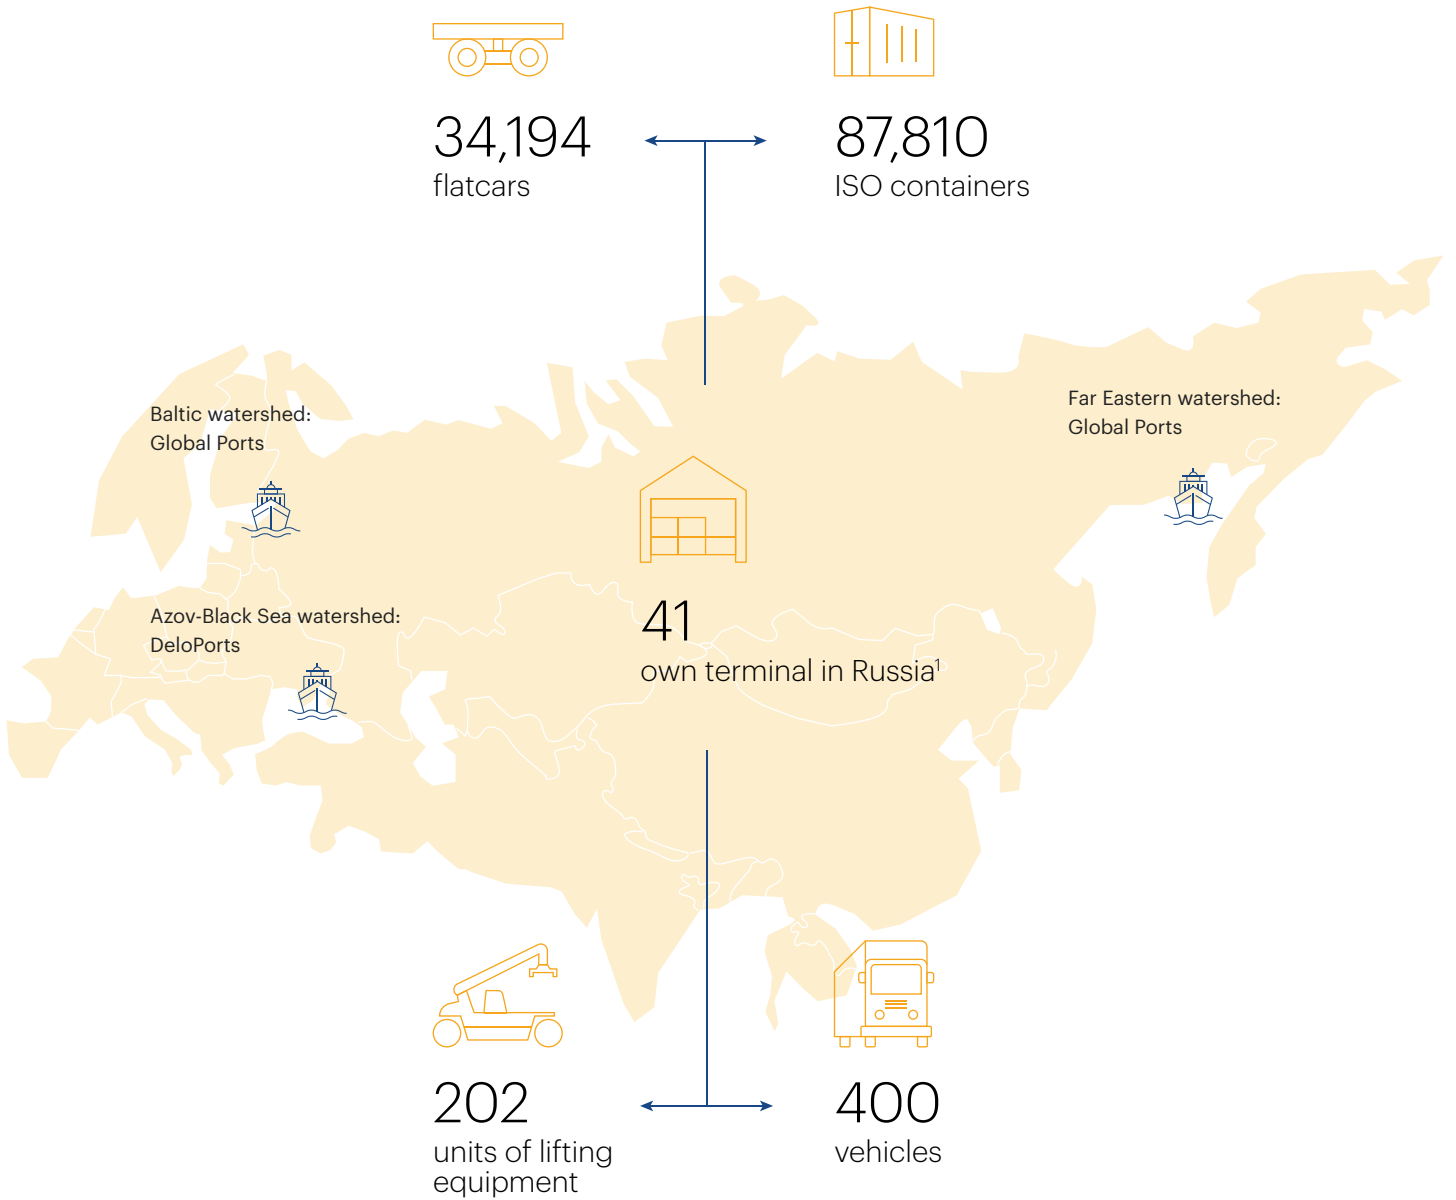 34,194
flatcars
87,810
ISO containers
Baltic watershed:
Global Ports
Far Eastern watershed:
Global Ports
Azov-Black Sea watershed:
DeloPorts
41
own terminal in Russia¹
202
units of lifting
equipment
400
vehicles